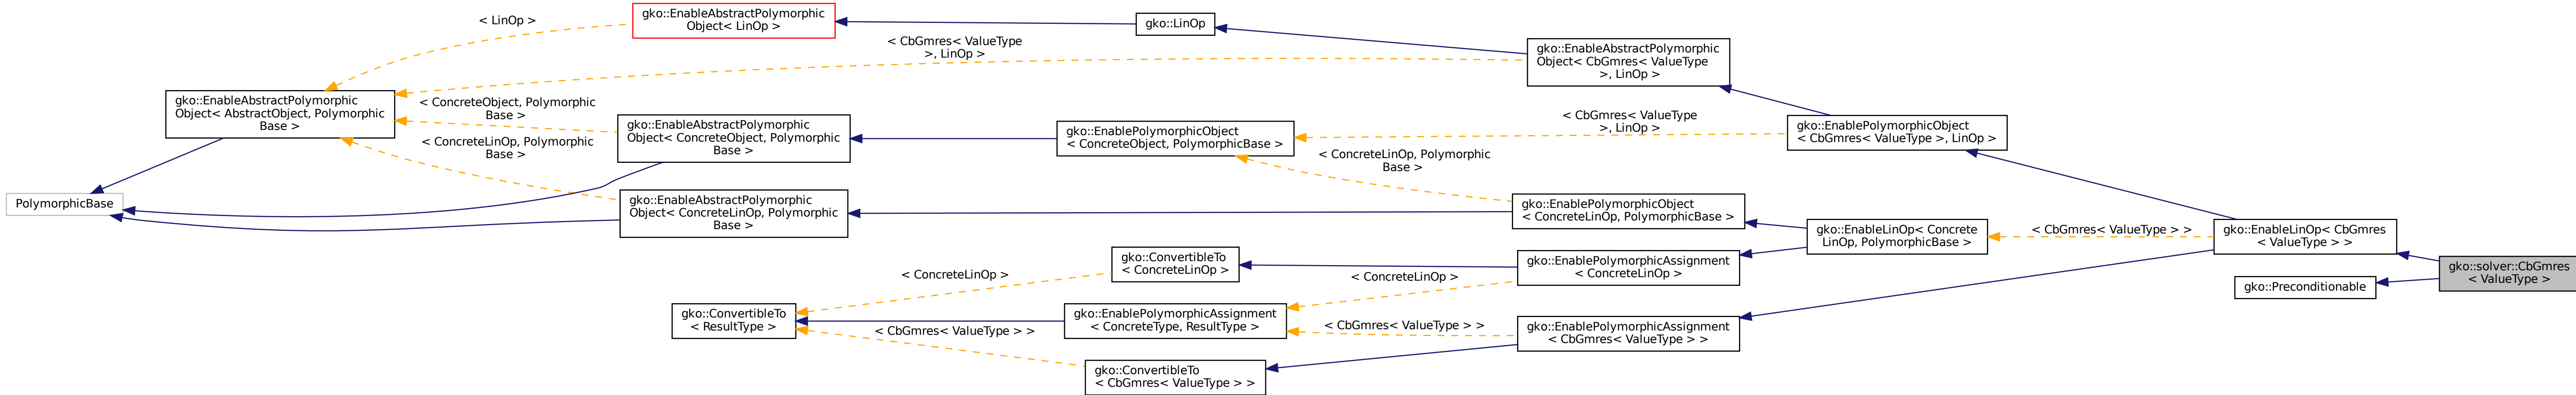 gko::EnableAbstractPolymorphic
Object< LinOp >
gko::LinOp
< LinOp >
< CbGmres< ValueType
>, LinOp >
gko::EnableAbstractPolymorphic
Object< CbGmres< ValueType
>, LinOp >
gko::EnableAbstractPolymorphic
Object< AbstractObject, Polymorphic
Base >
< ConcreteObject, Polymorphic
Base >
gko::EnableAbstractPolymorphic
Object< ConcreteObject, Polymorphic
Base >
gko::EnablePolymorphicObject
< ConcreteObject, PolymorphicBase >
< CbGmres< ValueType
>, LinOp >
gko::EnablePolymorphicObject
< CbGmres< ValueType >, LinOp >
< ConcreteLinOp, Polymorphic
Base >
< ConcreteLinOp, Polymorphic
Base >
PolymorphicBase
gko::EnableAbstractPolymorphic
Object< ConcreteLinOp, Polymorphic
Base >
gko::EnablePolymorphicObject
< ConcreteLinOp, PolymorphicBase >
gko::EnableLinOp< Concrete
LinOp, PolymorphicBase >
< CbGmres< ValueType > >
gko::EnableLinOp< CbGmres
< ValueType > >
gko::ConvertibleTo
< ConcreteLinOp >
gko::EnablePolymorphicAssignment
< ConcreteLinOp >
gko::solver::CbGmres
< ValueType >
< ConcreteLinOp >
< ConcreteLinOp >
gko::Preconditionable
gko::ConvertibleTo
< ResultType >
gko::EnablePolymorphicAssignment
< ConcreteType, ResultType >
< CbGmres< ValueType > >
< CbGmres< ValueType > >
gko::EnablePolymorphicAssignment
< CbGmres< ValueType > >
gko::ConvertibleTo
< CbGmres< ValueType > >